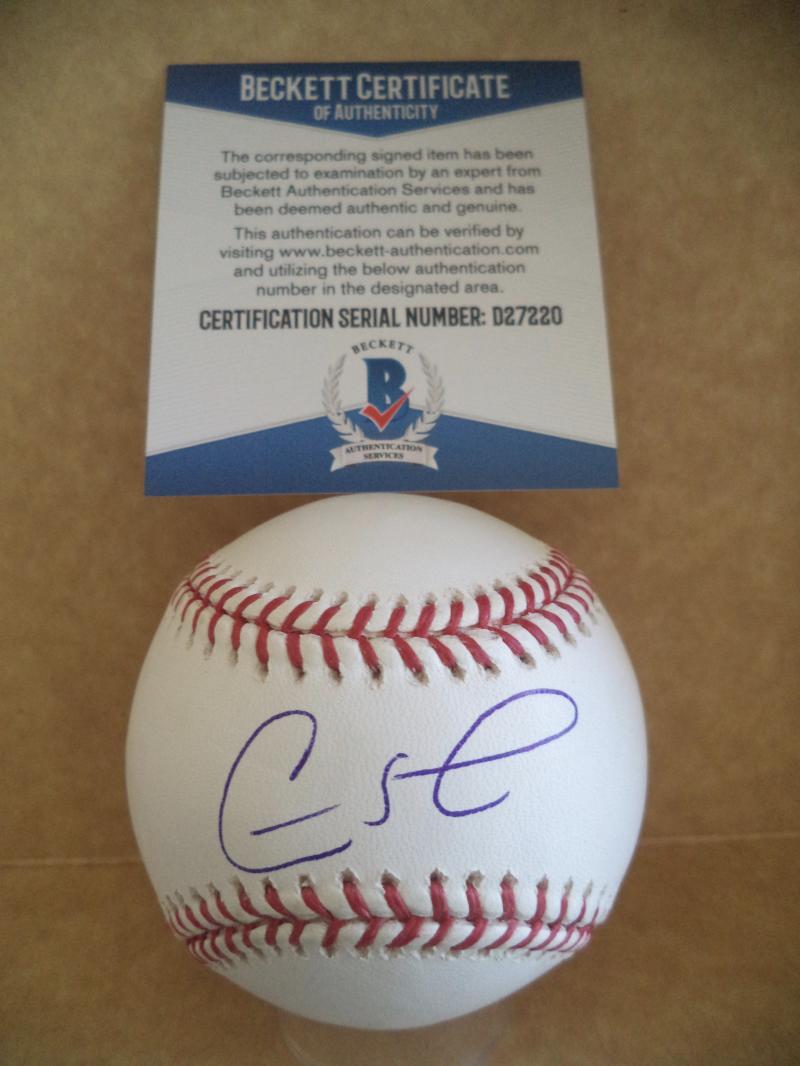 BECKETT CERTIFICATE
OF AUTHENTICITY
The corresponding signed item has been
subjected to examination by an expert from
Beckett Authentication Services and has
been deemed authentic and genuine.
This authentication can be verified by
visiting www.beckett-authentication.com
and utilizing the below authentication
number in the designated area.
CERTIFICATION SERIAL NUMBER: D27220
BECKETT
B
AUTHENTICATION
SERVICES